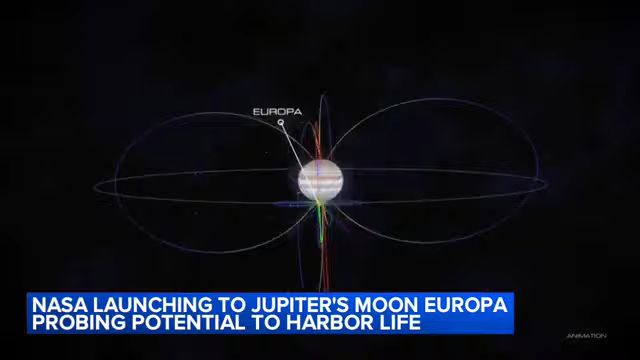 EUROPA
NASA LAUNCHING TO JUPITER'S MOON EUROPA
PROBING POTENTIAL TO HARBOR LIFE
ANIMATION